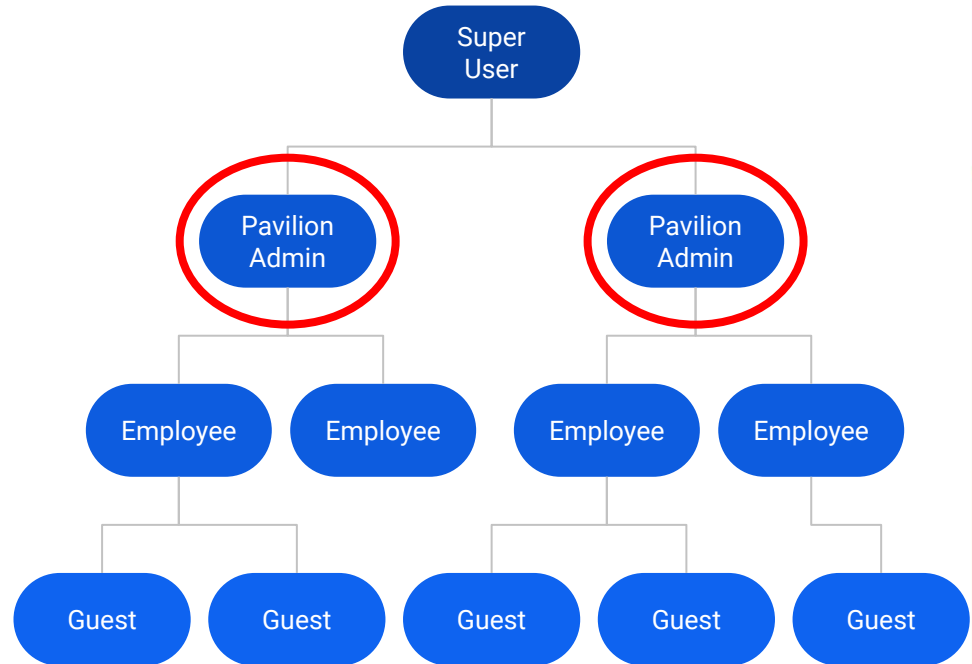 Super
User
Pavilion
Admin
Pavilion
Admin
Employee
Employee
Employee
Employee
Guest
Guest
Guest
Guest
Guest